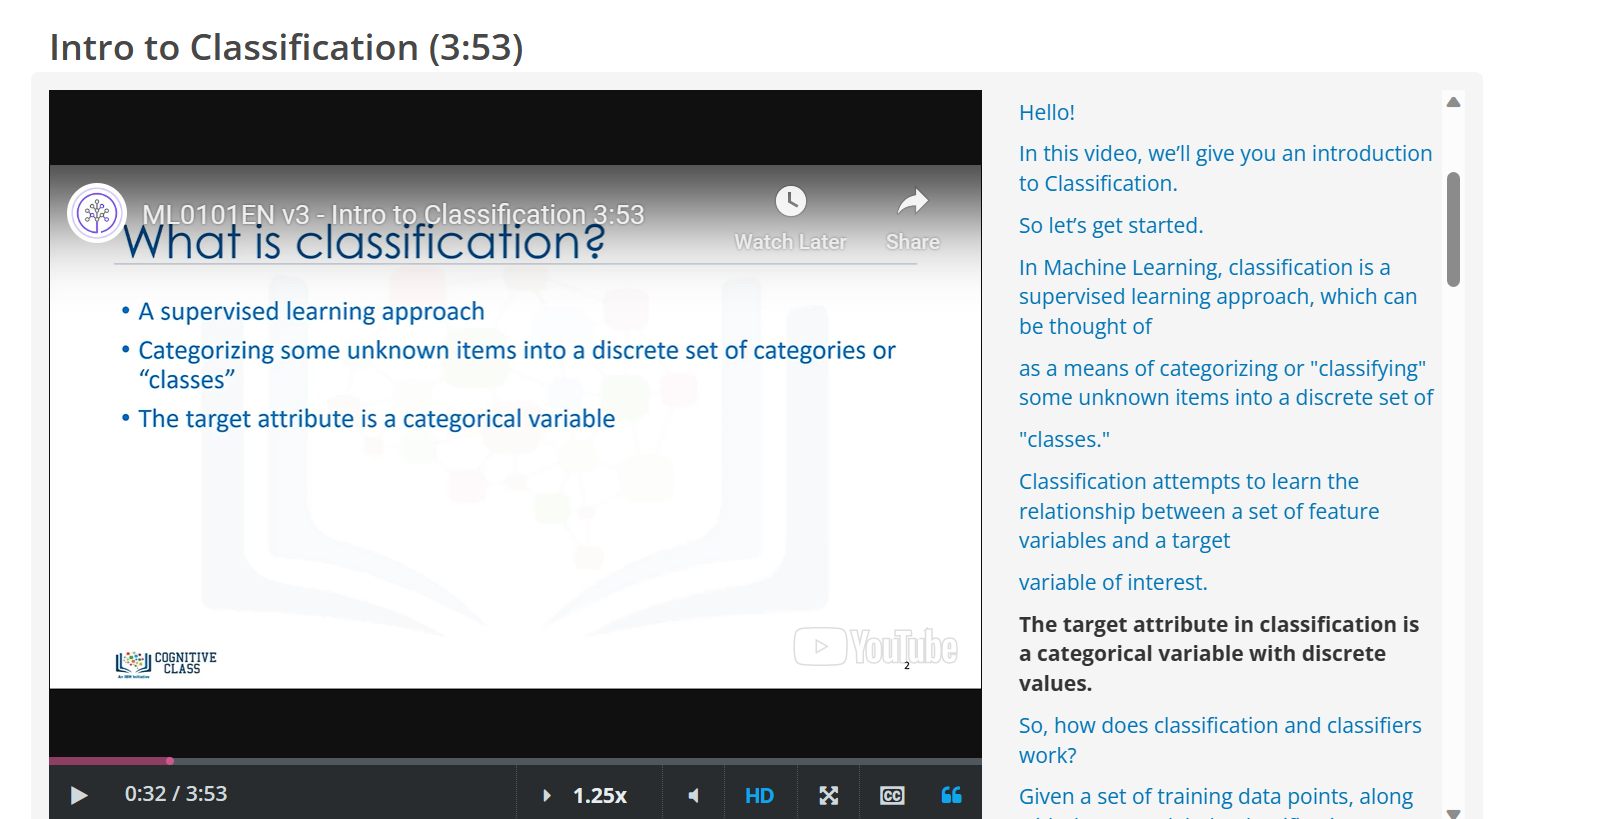 Intro to Classification (3:53)
ML0101EN v3 - Intro to Classification 3:53
Watch Later
Share
What is classification?
• A supervised learning approach
• Categorizing some unknown items into a discrete set of categories or
“classes”
• The target attribute is a categorical variable
COGNITIVE
CLASS
An IBM Initiative
YouTube
2
0:32 / 3:53
1.25x
HD
CC
Hello!
In this video, we’ll give you an introduction
to Classification.
So let’s get started.
In Machine Learning, classification is a
supervised learning approach, which can
be thought of
as a means of categorizing or "classifying"
some unknown items into a discrete set of
"classes."
Classification attempts to learn the
relationship between a set of feature
variables and a target
variable of interest.
The target attribute in classification is
a categorical variable with discrete
values.
So, how does classification and classifiers
work?
Given a set of training data points, along